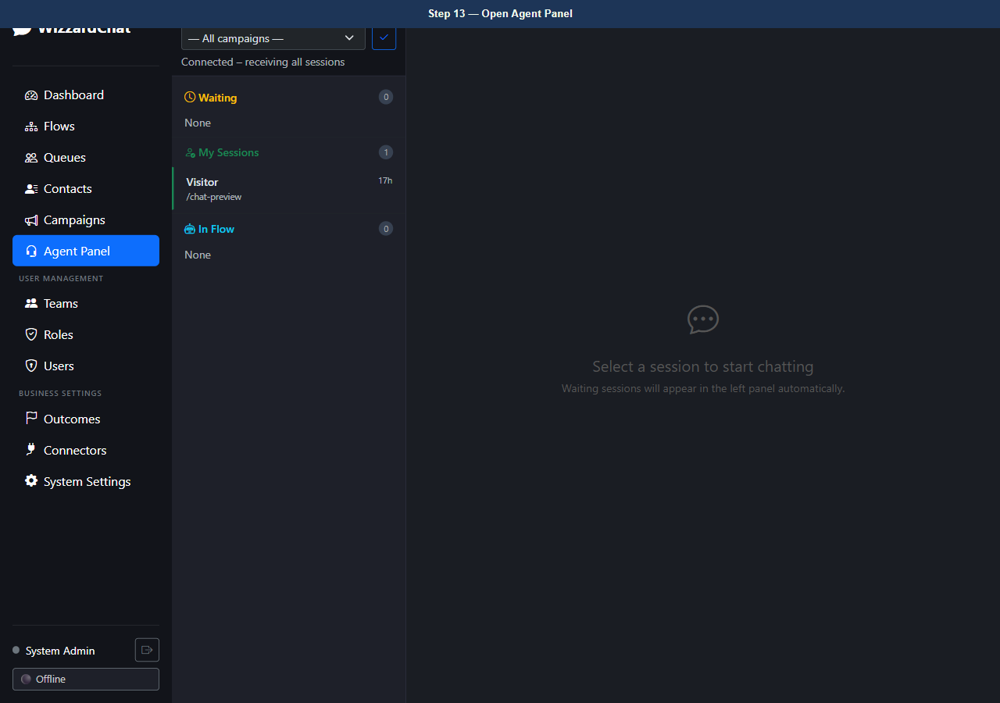 Step 13 — Open Agent Panel
WizzardChat
— All campaigns —
Connected – receiving all sessions
Dashboard
Flows
Queues
Contacts
Campaigns
Agent Panel
USER MANAGEMENT
Teams
Roles
Users
BUSINESS SETTINGS
Outcomes
Connectors
System Settings
System Admin
Offline
Waiting 0
None
My Sessions 1
Visitor 17h
/chat-preview
In Flow 0
None
Select a session to start chatting
Waiting sessions will appear in the left panel automatically.